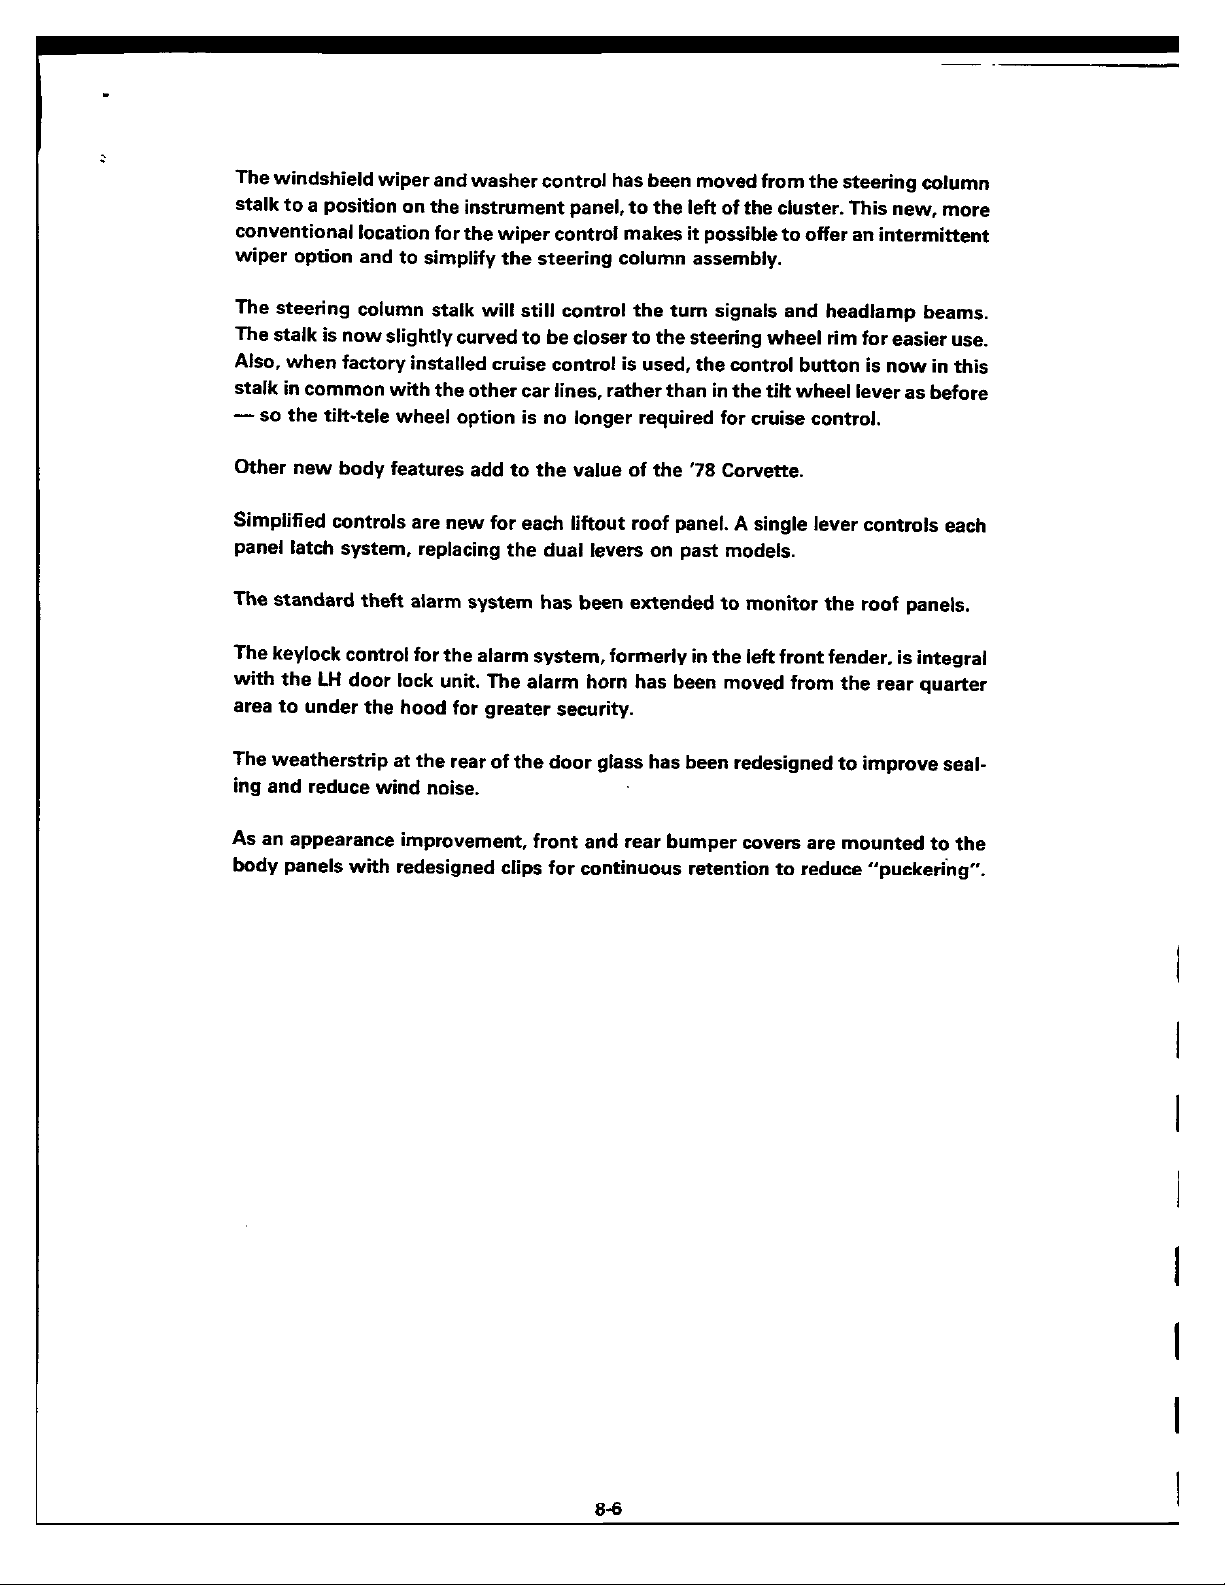 The windshield wiper and washer control has been moved from the steering column
stalk to a position on the instrument panel, to the left of the cluster. This new, more
conventional location for the wiper control makes it possible to offer an intermittent
wiper option and to simplify the steering column assembly.
The steering column stalk will still control the turn signals and headlamp beams.
The stalk is now slightly curved to be closer to the steering wheel rim for easier use.
Also, when factory installed cruise control is used, the control button is now in this
stalk in common with the other car lines, rather than in the tilt wheel lever as before
— so the tilt-tele wheel option is no longer required for cruise control.
Other new body features add to the value of the '78 Corvette.
Simplified controls are new for each liftout roof panel. A single lever controls each
panel latch system, replacing the dual levers on past models.
The standard theft alarm system has been extended to monitor the roof panels.
The keylock control for the alarm system, formerly in the left front fender, is integral
with the LH door lock unit. The alarm horn has been moved from the rear quarter
area to under the hood for greater security.
The weatherstrip at the rear of the door glass has been redesigned to improve seal-
ing and reduce wind noise.
As an appearance improvement, front and rear bumper covers are mounted to the
body panels with redesigned clips for continuous retention to reduce "puckering".
8-6